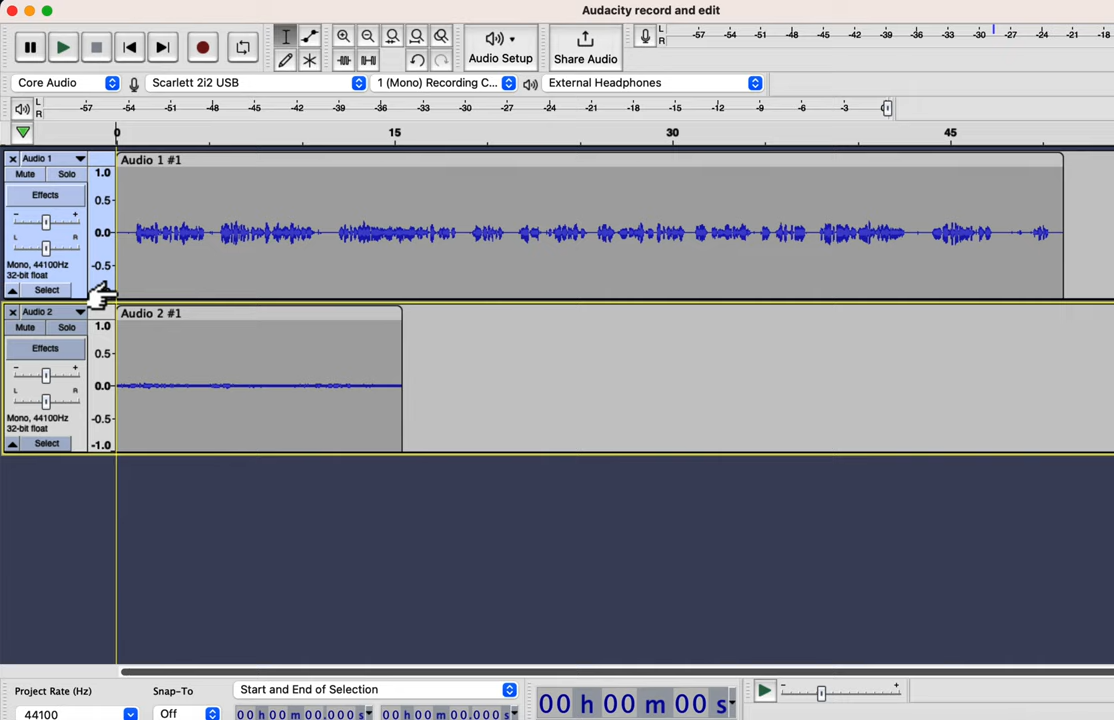 Audacity record and edit
Audio Setup
Share Audio
L
R
-57 -54 -51 -48 -45 -42 -39 -36 -33 -30 -27 -24 -21 -18
Core Audio
Scarlett 2i2 USB
1 (Mono) Recording C...
External Headphones
L
R
-57 -54 -51 -48 -45 -42 -39 -36 -33 -30 -27 -24 -21 -18 -15 -12 -9 -6 -3
0 15 30 45
× Audio 1
Audio 1 #1
Mute Solo
Effects
- +
L R
Mono, 44100Hz
32-bit float
Select
1.0
0.5
0.0
-0.5
× Audio 2
Audio 2 #1
Mute Solo
Effects
- +
L R
Mono, 44100Hz
32-bit float
Select
1.0
0.5
0.0
-0.5
-1.0
Project Rate (Hz)
44100
Snap-To
Off
Start and End of Selection
00 h 00 m 00.000 s
00 h 00 m 00.000 s
00 h 00 m 00 s
- +